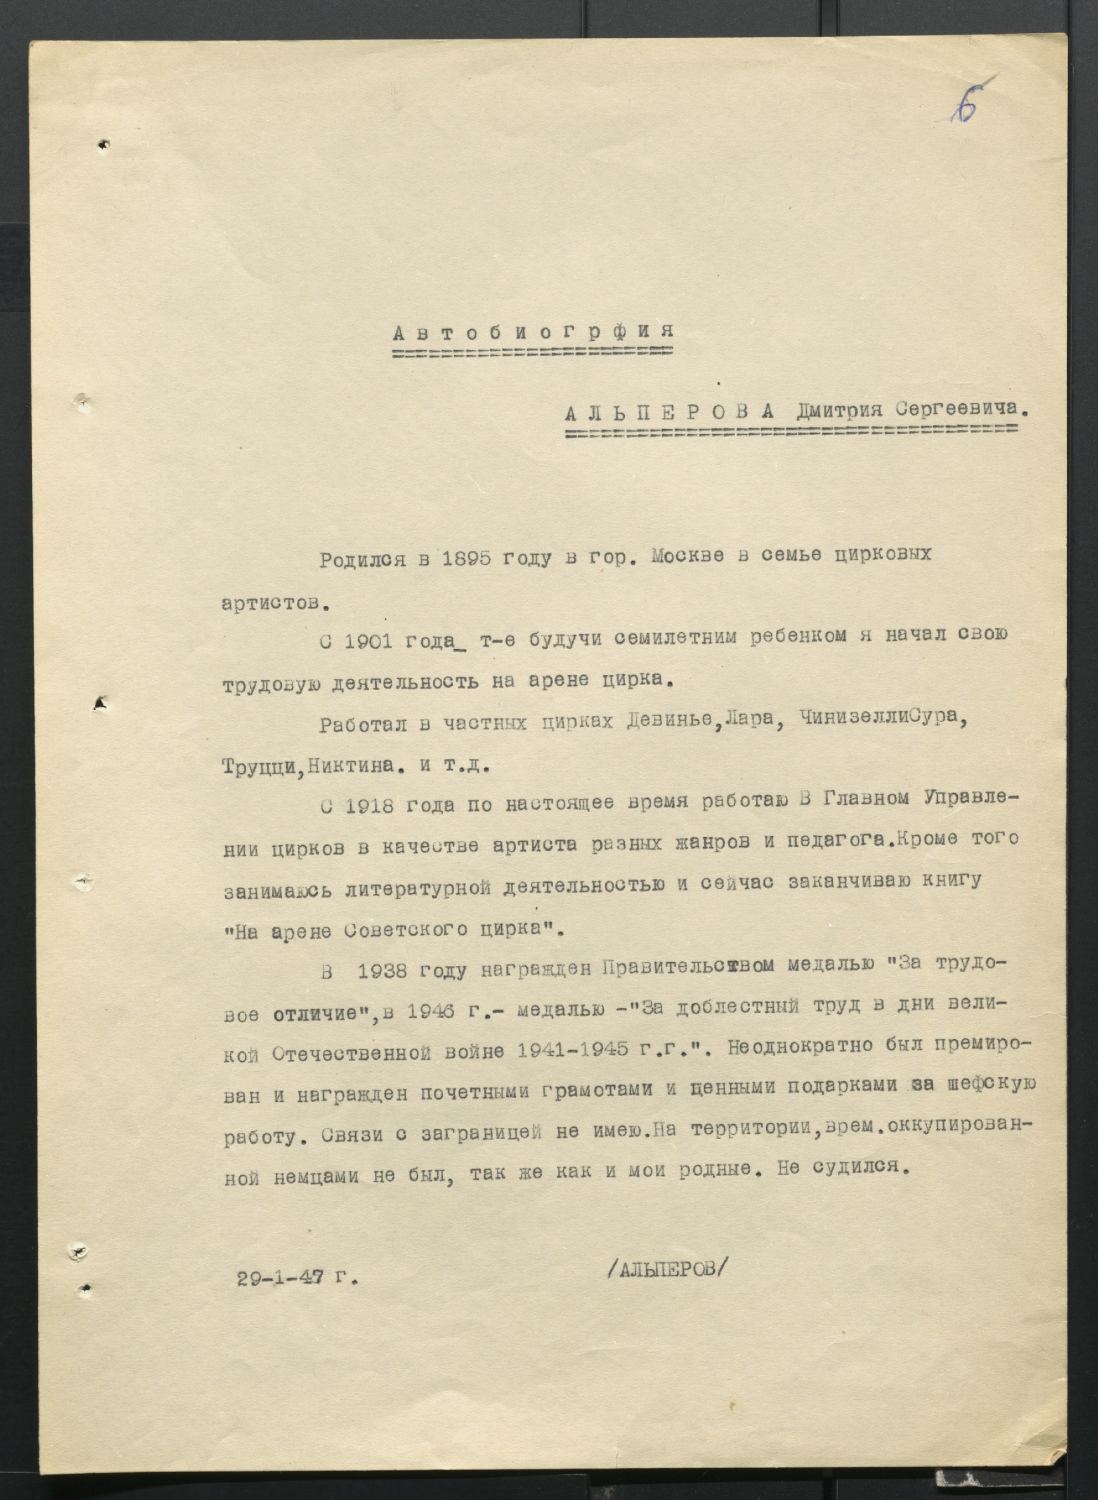 6
А в т о б и о г р ф и я
А Л Ь П Е Р О В А Дмитрия Сергеевича.
Родился в 1895 году в гор. Москве в семье цирковых
артистов.
С 1901 года_ т-е будучи семилетним ребенком я начал свою
трудовую деятельность на арене цирка.
Работал в частных цирках Девинье,Лара, ЧинизеллиСура,
Труцци,Никтина. и т.д.
С 1918 года по настоящее время работаю В Главном Управле-
нии цирков в качестве артиста разных жанров и педагога.Кроме того
занимаюсь литературной деятельностью и сейчас заканчиваю книгу
"На арене Советского цирка".
В 1938 году награжден Правительством медалью "За трудо-
вое отличие",в 1946 г.- медалью -"За доблестный труд в дни вели-
кой Отечественной войне 1941-1945 г.г.". Неоднократно был премиро-
ван и награжден почетными грамотами и ценными подарками за шефскую
работу. Связи с заграницей не имею.На территории,врем.оккупирован-
ной немцами не был, так же как и мои родные. Не судился.
29-1-47 г. /АЛЬПЕРОВ/